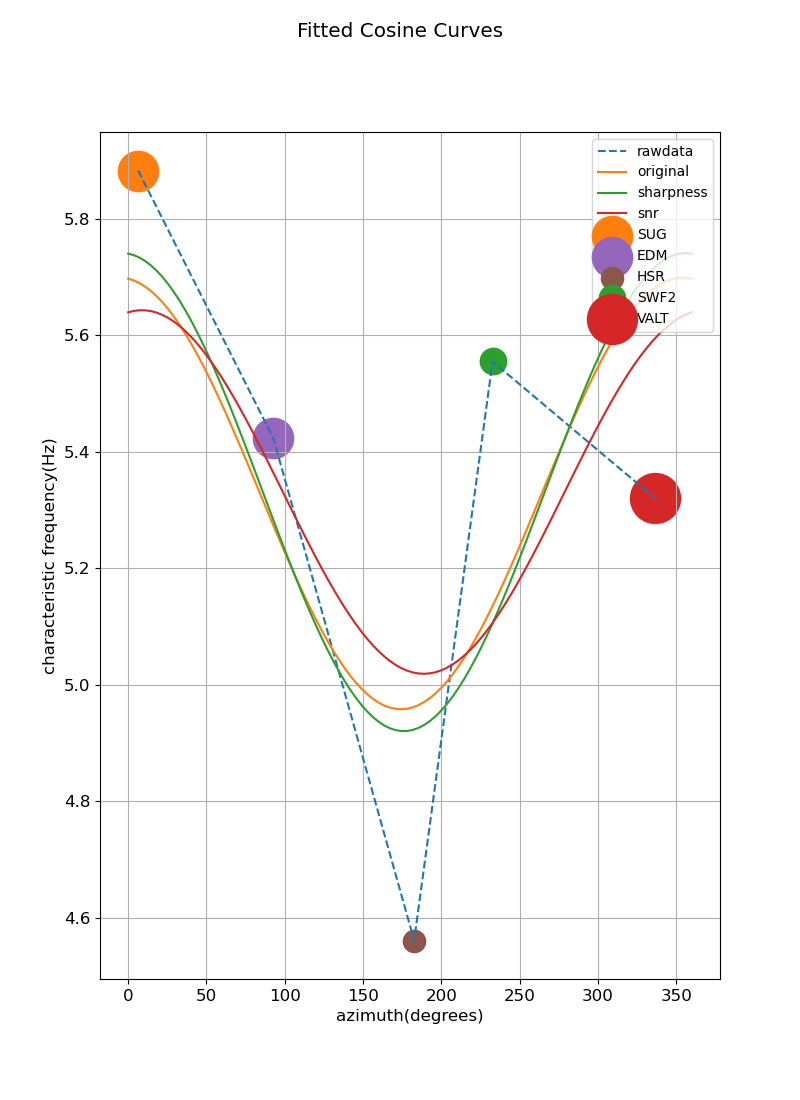 Fitted Cosine Curves
rawdata
original
sharpness
snr
SUG
EDM
HSR
SWF2
VALT
characteristic frequency(Hz)
5.8
5.6
5.4
5.2
5.0
4.8
4.6
0 50 100 150 200 250 300 350
azimuth(degrees)